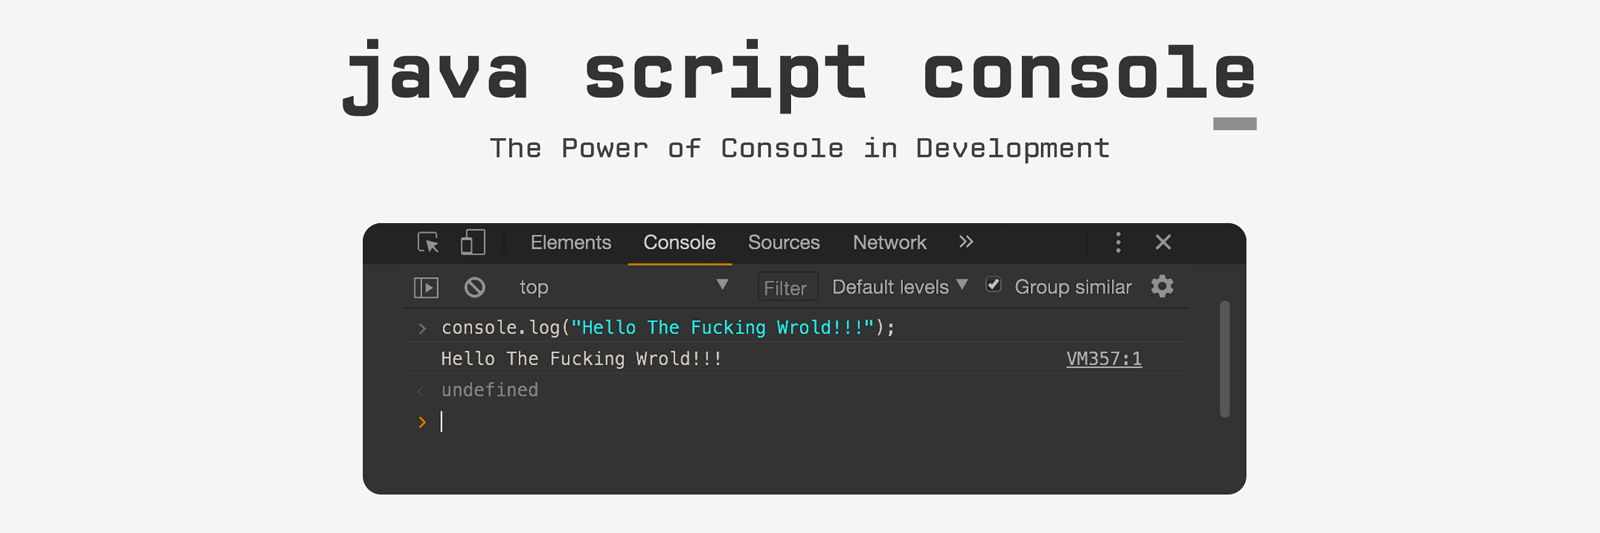 java script console
The Power of Console in Development
Elements Console Sources Network »
top ▼ Filter Default levels ▼ Group similar
> console.log("Hello The Fucking Wrold!!!");
Hello The Fucking Wrold!!! VM357:1
< undefined
>